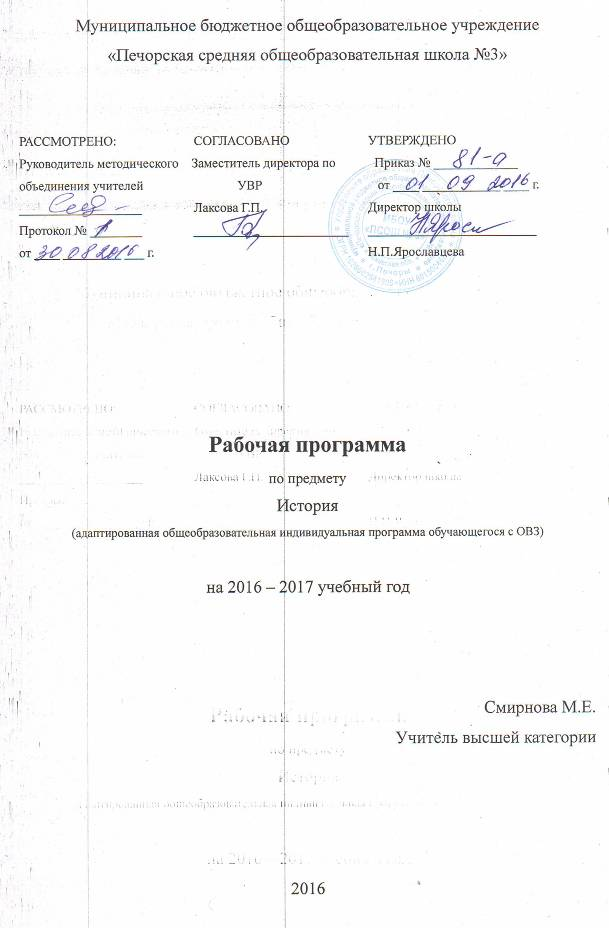 Муниципальное бюджетное общеобразовательное учреждение
«Печорская средняя общеобразовательная школа №3»
РАССМОТРЕНО:
Руководитель методического
объединения учителей
Протокол № 1
от 30 08 2016 г.
СОГЛАСОВАНО
Заместитель директора по
УВР
Лаксова Г.П.
УТВЕРЖДЕНО
Приказ № 81-а
от 01 09 2016 г.
Директор школы
Н.П.Ярославцева
Рабочая программа
по предмету
История
(адаптированная общеобразовательная индивидуальная программа обучающегося с ОВЗ)
на 2016 – 2017 учебный год
Смирнова М.Е.
Учитель высшей категории
2016